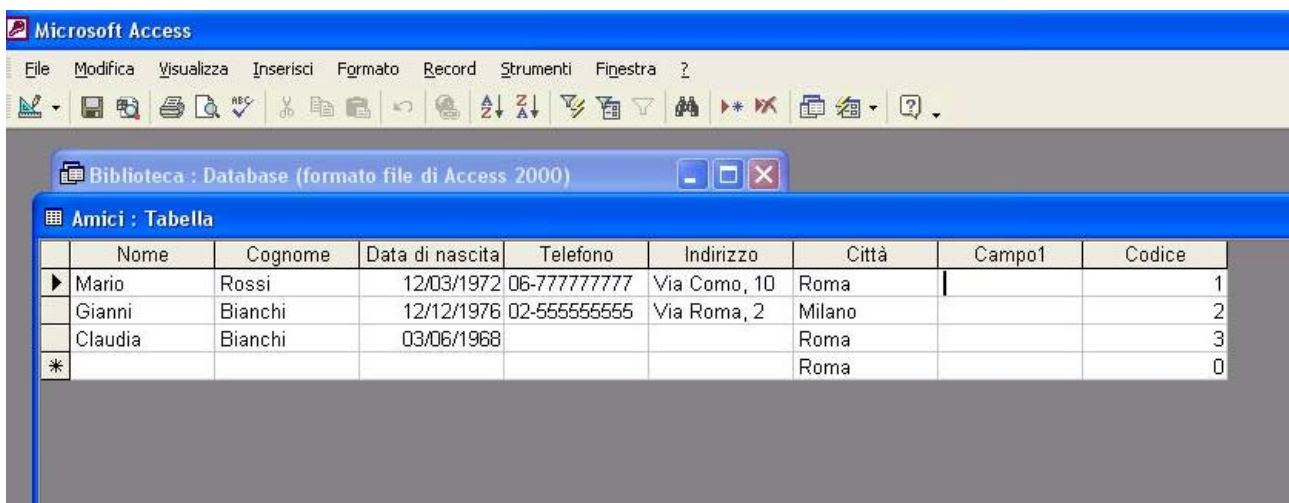 Microsoft Access
File Modifica Visualizza Inserisci Formato Record Strumenti Finestra ?
Biblioteca : Database (formato file di Access 2000)
Amici : Tabella
Nome Cognome Data di nascita Telefono Indirizzo Città Campo1 Codice
Mario Rossi 12/03/1972 06-777777777 Via Como, 10 Roma 1
Gianni Bianchi 12/12/1976 02-555555555 Via Roma, 2 Milano 2
Claudia Bianchi 03/06/1968 Roma 3
* Roma 0